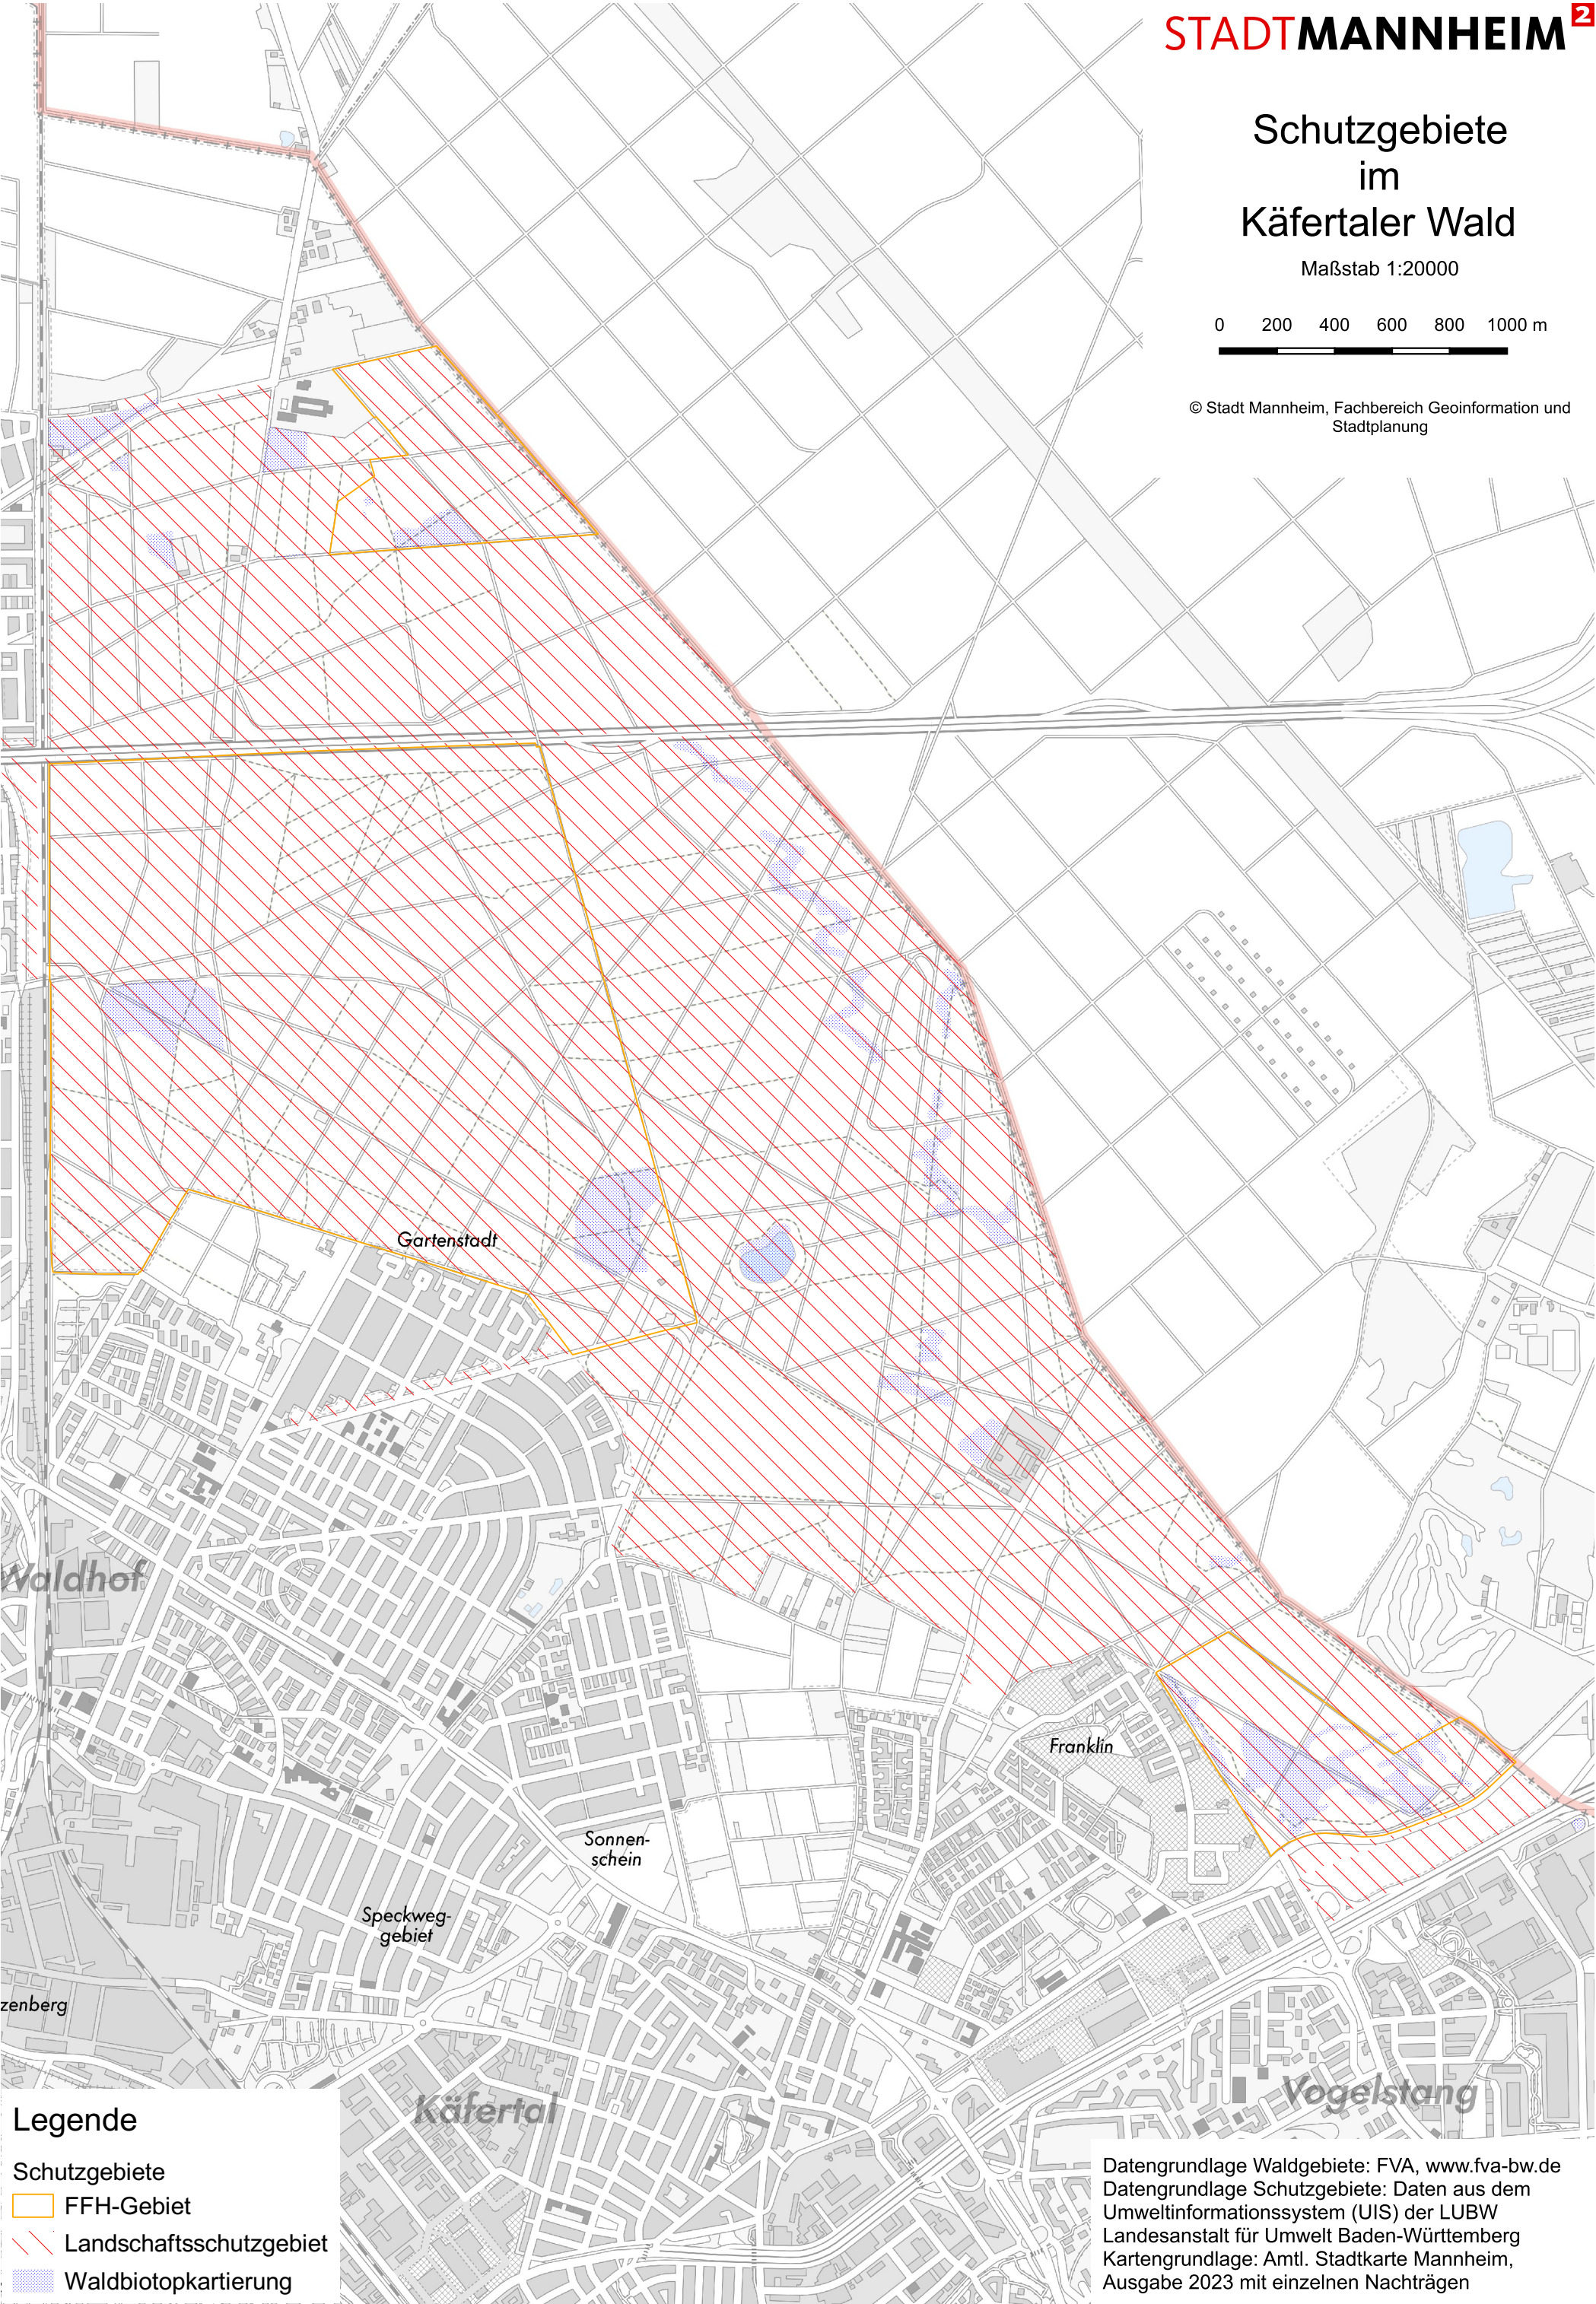 STADTMANNHEIM 2
Schutzgebiete
im
Käfertaler Wald
Maßstab 1:20000
0 200 400 600 800 1000 m
© Stadt Mannheim, Fachbereich Geoinformation und
Stadtplanung
Gartenstadt
Waldhof
Franklin
Sonnen-
schein
Speckweg-
gebiet
zenberg
Käfertal
Vogelstang
Legende
Schutzgebiete
FFH-Gebiet
Landschaftsschutzgebiet
Waldbiotopkartierung
Datengrundlage Waldgebiete: FVA, www.fva-bw.de
Datengrundlage Schutzgebiete: Daten aus dem
Umweltinformationssystem (UIS) der LUBW
Landesanstalt für Umwelt Baden-Württemberg
Kartengrundlage: Amtl. Stadtkarte Mannheim,
Ausgabe 2023 mit einzelnen Nachträgen